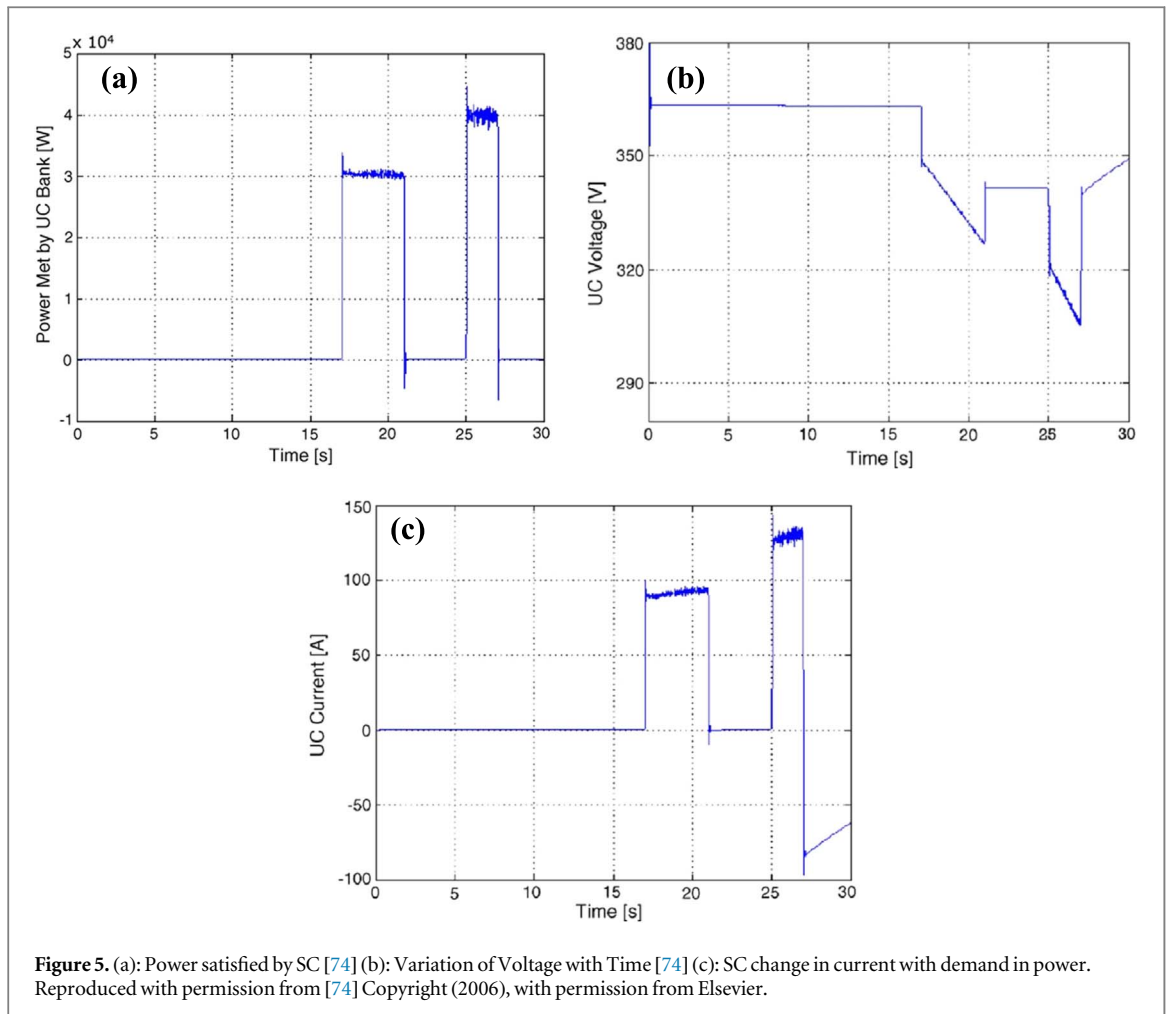 x 10⁴
5
4
3
2
1
0
-1
Power Met by UC Bank [W]
(a)
0 5 10 15 20 25 30
Time [s]
380
350
320
290
UC Voltage [V]
(b)
0 5 10 15 20 25 30
Time [s]
150
100
50
0
-50
-100
UC Current [A]
(c)
0 5 10 15 20 25 30
Time [s]
Figure 5. (a): Power satisfied by SC [74] (b): Variation of Voltage with Time [74] (c): SC change in current with demand in power.
Reproduced with permission from [74] Copyright (2006), with permission from Elsevier.